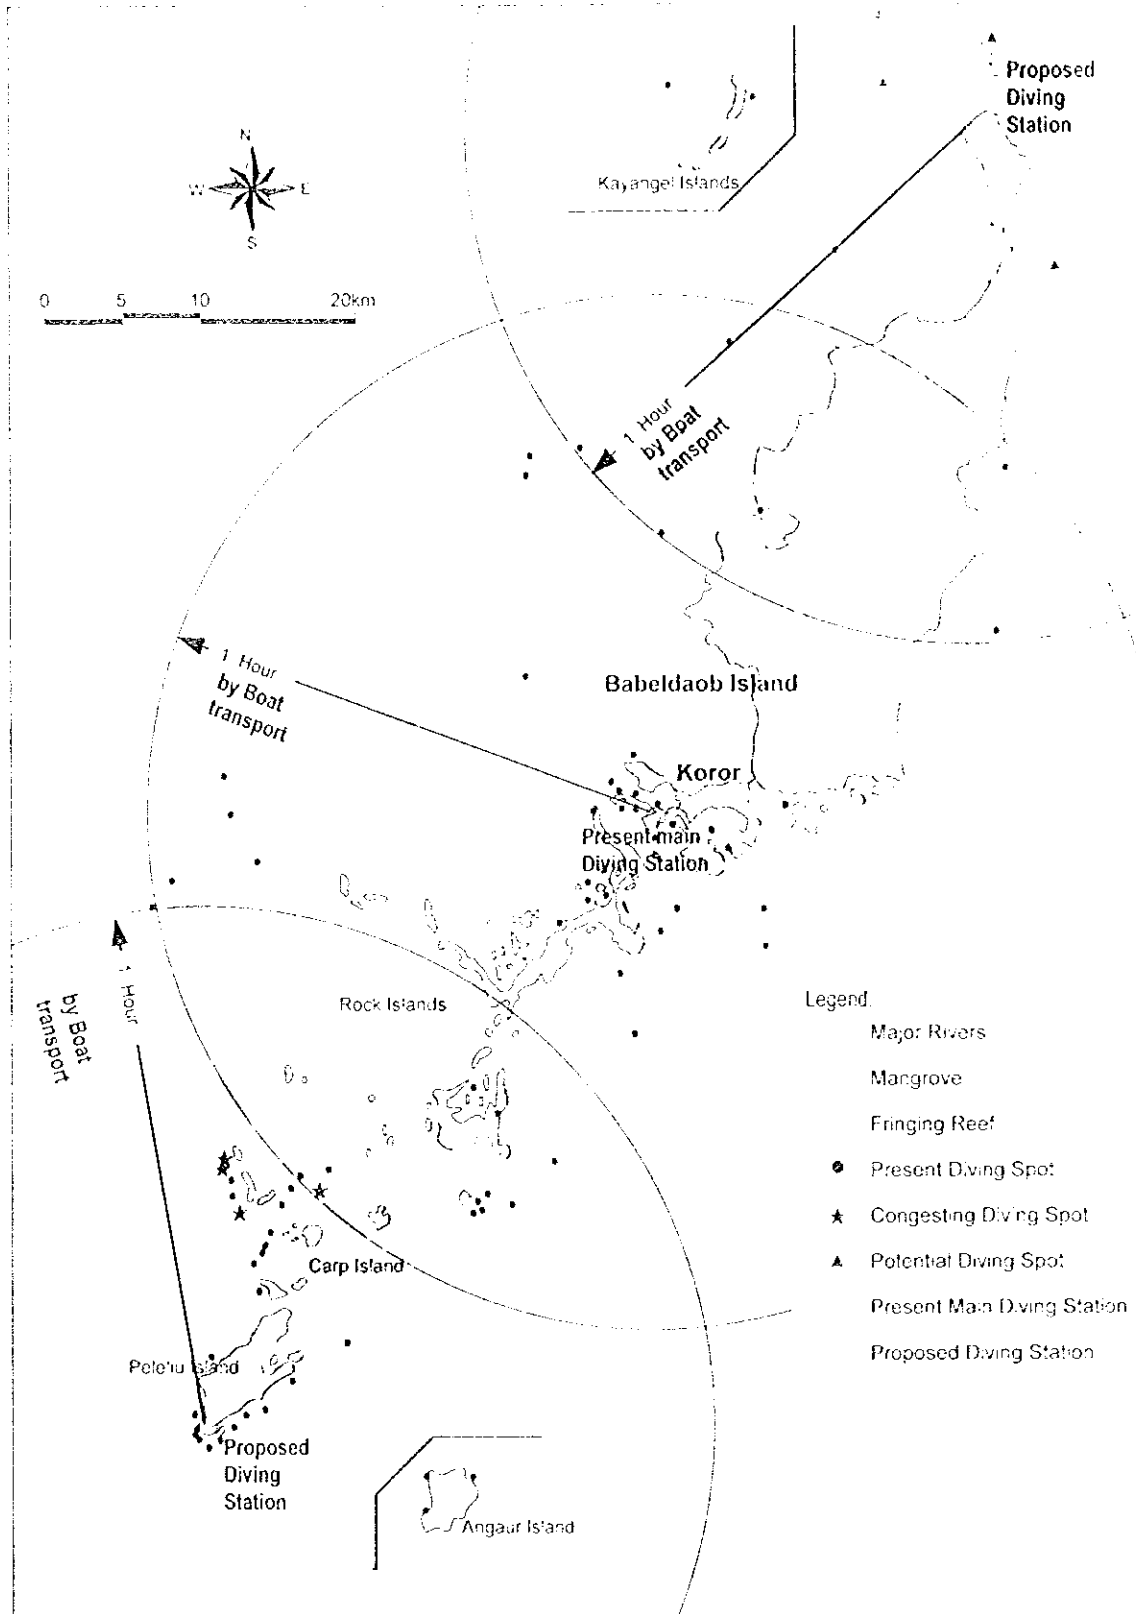 Proposed
Diving
Station
Kayangel Islands
N
W
E
S
0 5 10 20km
1 Hour
by Boat
transport
1 Hour
by Boat
transport
Babeldaob Island
Koror
Present main
Diving Station
1 Hour
by Boat
transport
Rock Islands
Legend.
Major Rivers
Mangrove
Fringing Reef
Present Diving Spot
Congesting Diving Spot
Potential Diving Spot
Present Main Diving Station
Proposed Diving Station
Carp Island
Peleliu Island
Proposed
Diving
Station
Angaur Island